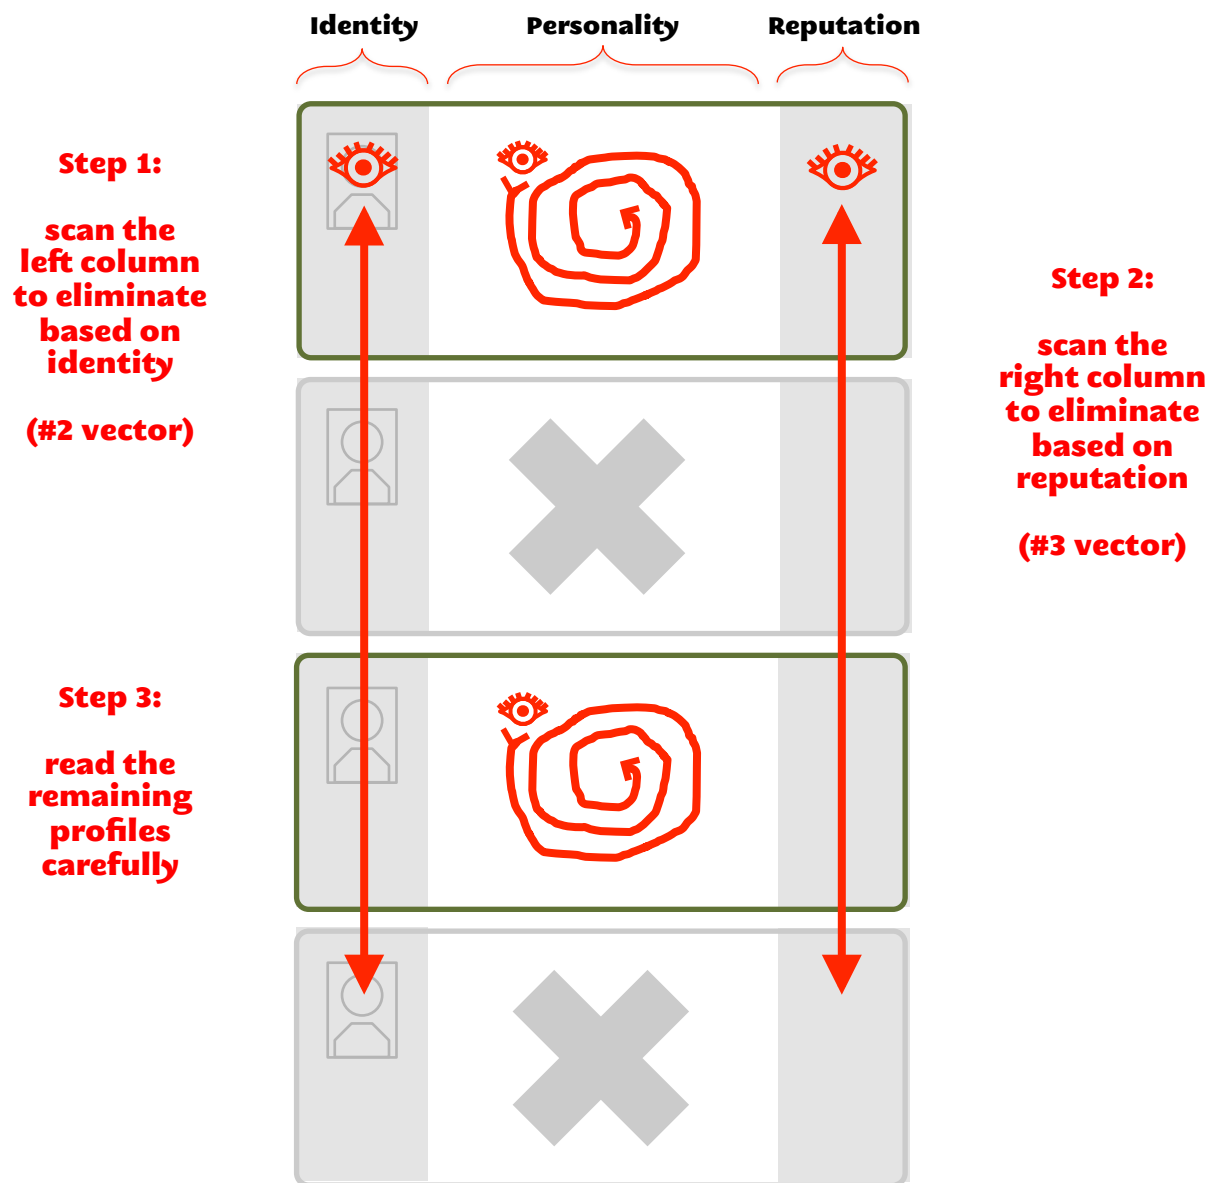 Identity
Personality
Reputation
Step 1:
scan the
left column
to eliminate
based on
identity
(#2 vector)
Step 2:
scan the
right column
to eliminate
based on
reputation
(#3 vector)
Step 3:
read the
remaining
profiles
carefully